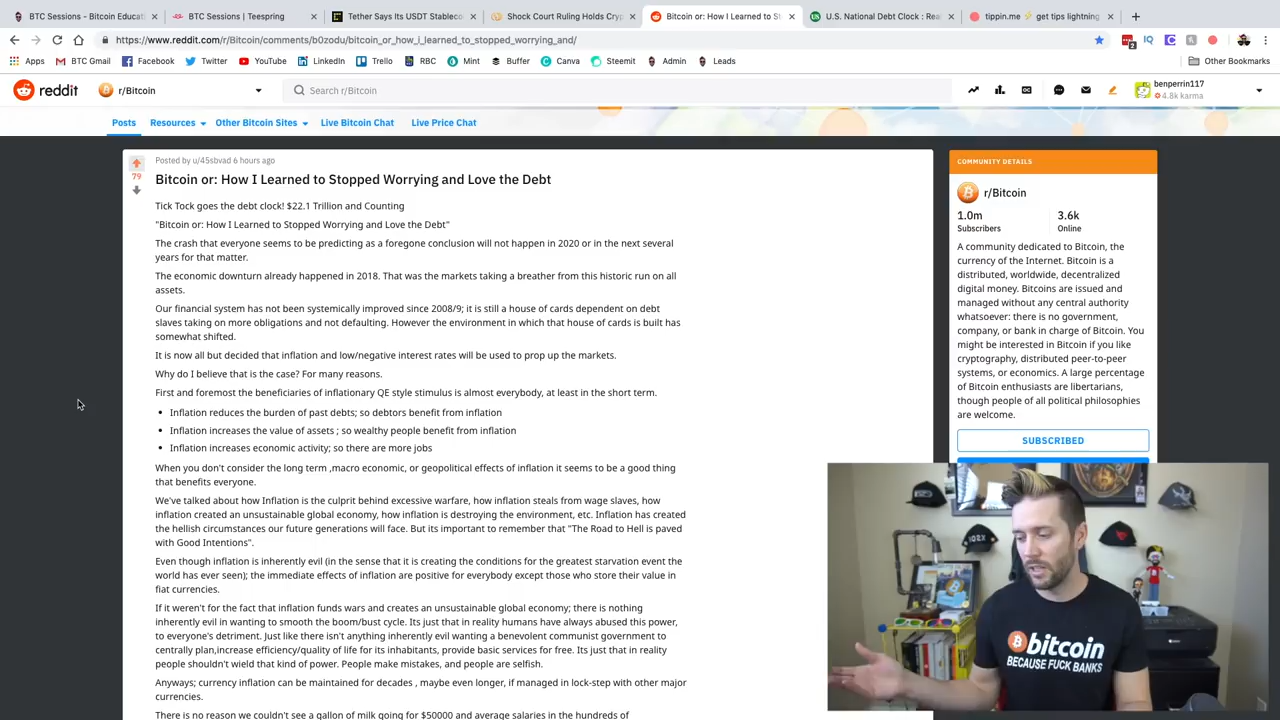 BTC Sessions - Bitcoin Educat
BTC Sessions | Teespring
Tether Says Its USDT Stableco
Shock Court Ruling Holds Cryp
Bitcoin or: How I Learned to St
U.S. National Debt Clock : Rea
tippin.me ⚡ get tips lightning
https://www.reddit.com/r/Bitcoin/comments/b0zodu/bitcoin_or_how_i_learned_to_stopped_worrying_and/
2
Apps
BTC Gmail
Facebook
Twitter
YouTube
LinkedIn
Trello
RBC
Mint
Buffer
Canva
Steemit
Admin
Leads
Other Bookmarks
reddit
r/Bitcoin
Search r/Bitcoin
benperrin117
4.8k karma
Posts
Resources
Other Bitcoin Sites
Live Bitcoin Chat
Live Price Chat
79
Posted by u/45sbvad 6 hours ago
Bitcoin or: How I Learned to Stopped Worrying and Love the Debt
Tick Tock goes the debt clock! $22.1 Trillion and Counting
"Bitcoin or: How I Learned to Stopped Worrying and Love the Debt"
The crash that everyone seems to be predicting as a foregone conclusion will not happen in 2020 or in the next several
years for that matter.
The economic downturn already happened in 2018. That was the markets taking a breather from this historic run on all
assets.
Our financial system has not been systemically improved since 2008/9; it is still a house of cards dependent on debt
slaves taking on more obligations and not defaulting. However the environment in which that house of cards is built has
somewhat shifted.
It is now all but decided that inflation and low/negative interest rates will be used to prop up the markets.
Why do I believe that is the case? For many reasons.
First and foremost the beneficiaries of inflationary QE style stimulus is almost everybody, at least in the short term.
• Inflation reduces the burden of past debts; so debtors benefit from inflation
• Inflation increases the value of assets ; so wealthy people benefit from inflation
• Inflation increases economic activity; so there are more jobs
When you don't consider the long term ,macro economic, or geopolitical effects of inflation it seems to be a good thing
that benefits everyone.
We've talked about how Inflation is the culprit behind excessive warfare, how inflation steals from wage slaves, how
inflation created an unsustainable global economy, how inflation is destroying the environment, etc. Inflation has created
the hellish circumstances our future generations will face. But its important to remember that "The Road to Hell is paved
with Good Intentions".
Even though inflation is inherently evil (in the sense that it is creating the conditions for the greatest starvation event the
world has ever seen); the immediate effects of inflation are positive for everybody except those who store their value in
fiat currencies.
If it weren't for the fact that inflation funds wars and creates an unsustainable global economy; there is nothing
inherently evil in wanting to smooth the boom/bust cycle. Its just that in reality humans have always abused this power,
to everyone's detriment. Just like there isn't anything inherently evil wanting a benevolent communist government to
centrally plan,increase efficiency/quality of life for its inhabitants, provide basic services for free. Its just that in reality
people shouldn't wield that kind of power. People make mistakes, and people are selfish.
Anyways; currency inflation can be maintained for decades , maybe even longer, if managed in lock-step with other major
currencies.
There is no reason we couldn't see a gallon of milk going for $50000 and average salaries in the hundreds of
COMMUNITY DETAILS
r/Bitcoin
1.0m
3.6k
Subscribers
Online
A community dedicated to Bitcoin, the
currency of the Internet. Bitcoin is a
distributed, worldwide, decentralized
digital money. Bitcoins are issued and
managed without any central authority
whatsoever: there is no government,
company, or bank in charge of Bitcoin. You
might be interested in Bitcoin if you like
cryptography, distributed peer-to-peer
systems, or economics. A large percentage
of Bitcoin enthusiasts are libertarians,
though people of all political philosophies
are welcome.
SUBSCRIBED
bitcoin
BECAUSE FUCK BANKS